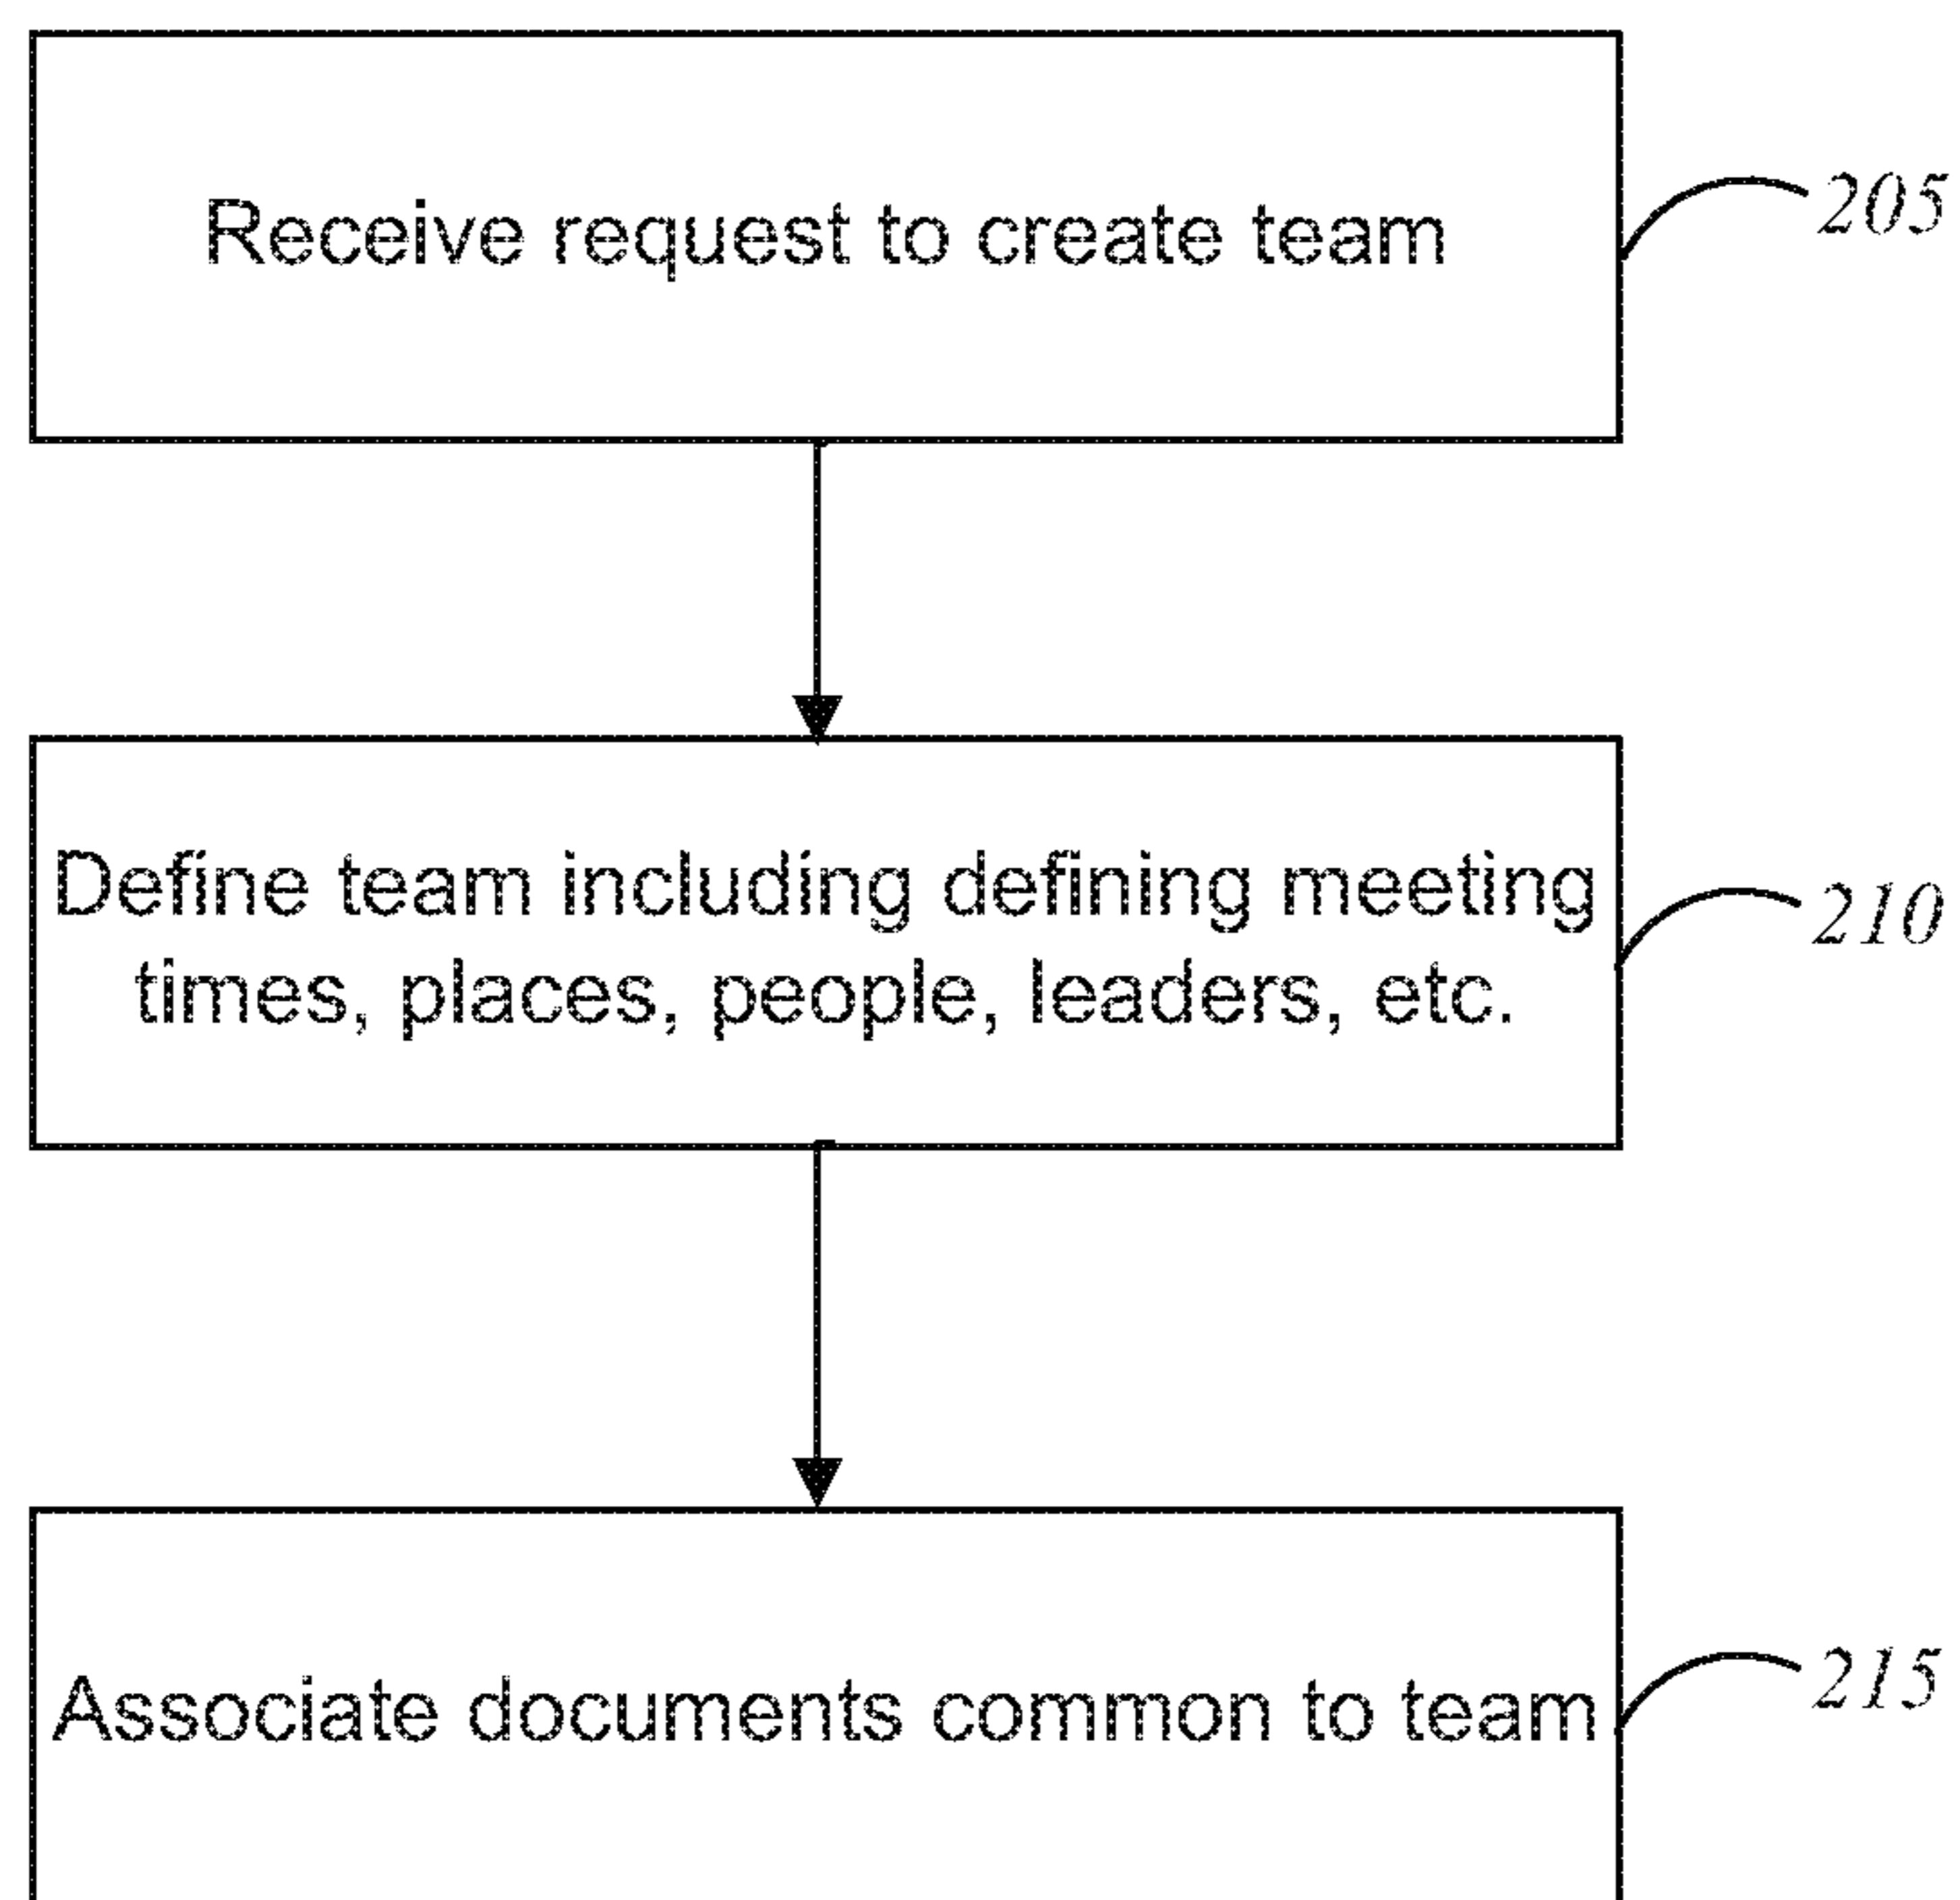 Receive request to create team
205
Define team including defining meeting
times, places, people, leaders, etc.
210
Associate documents common to team
215